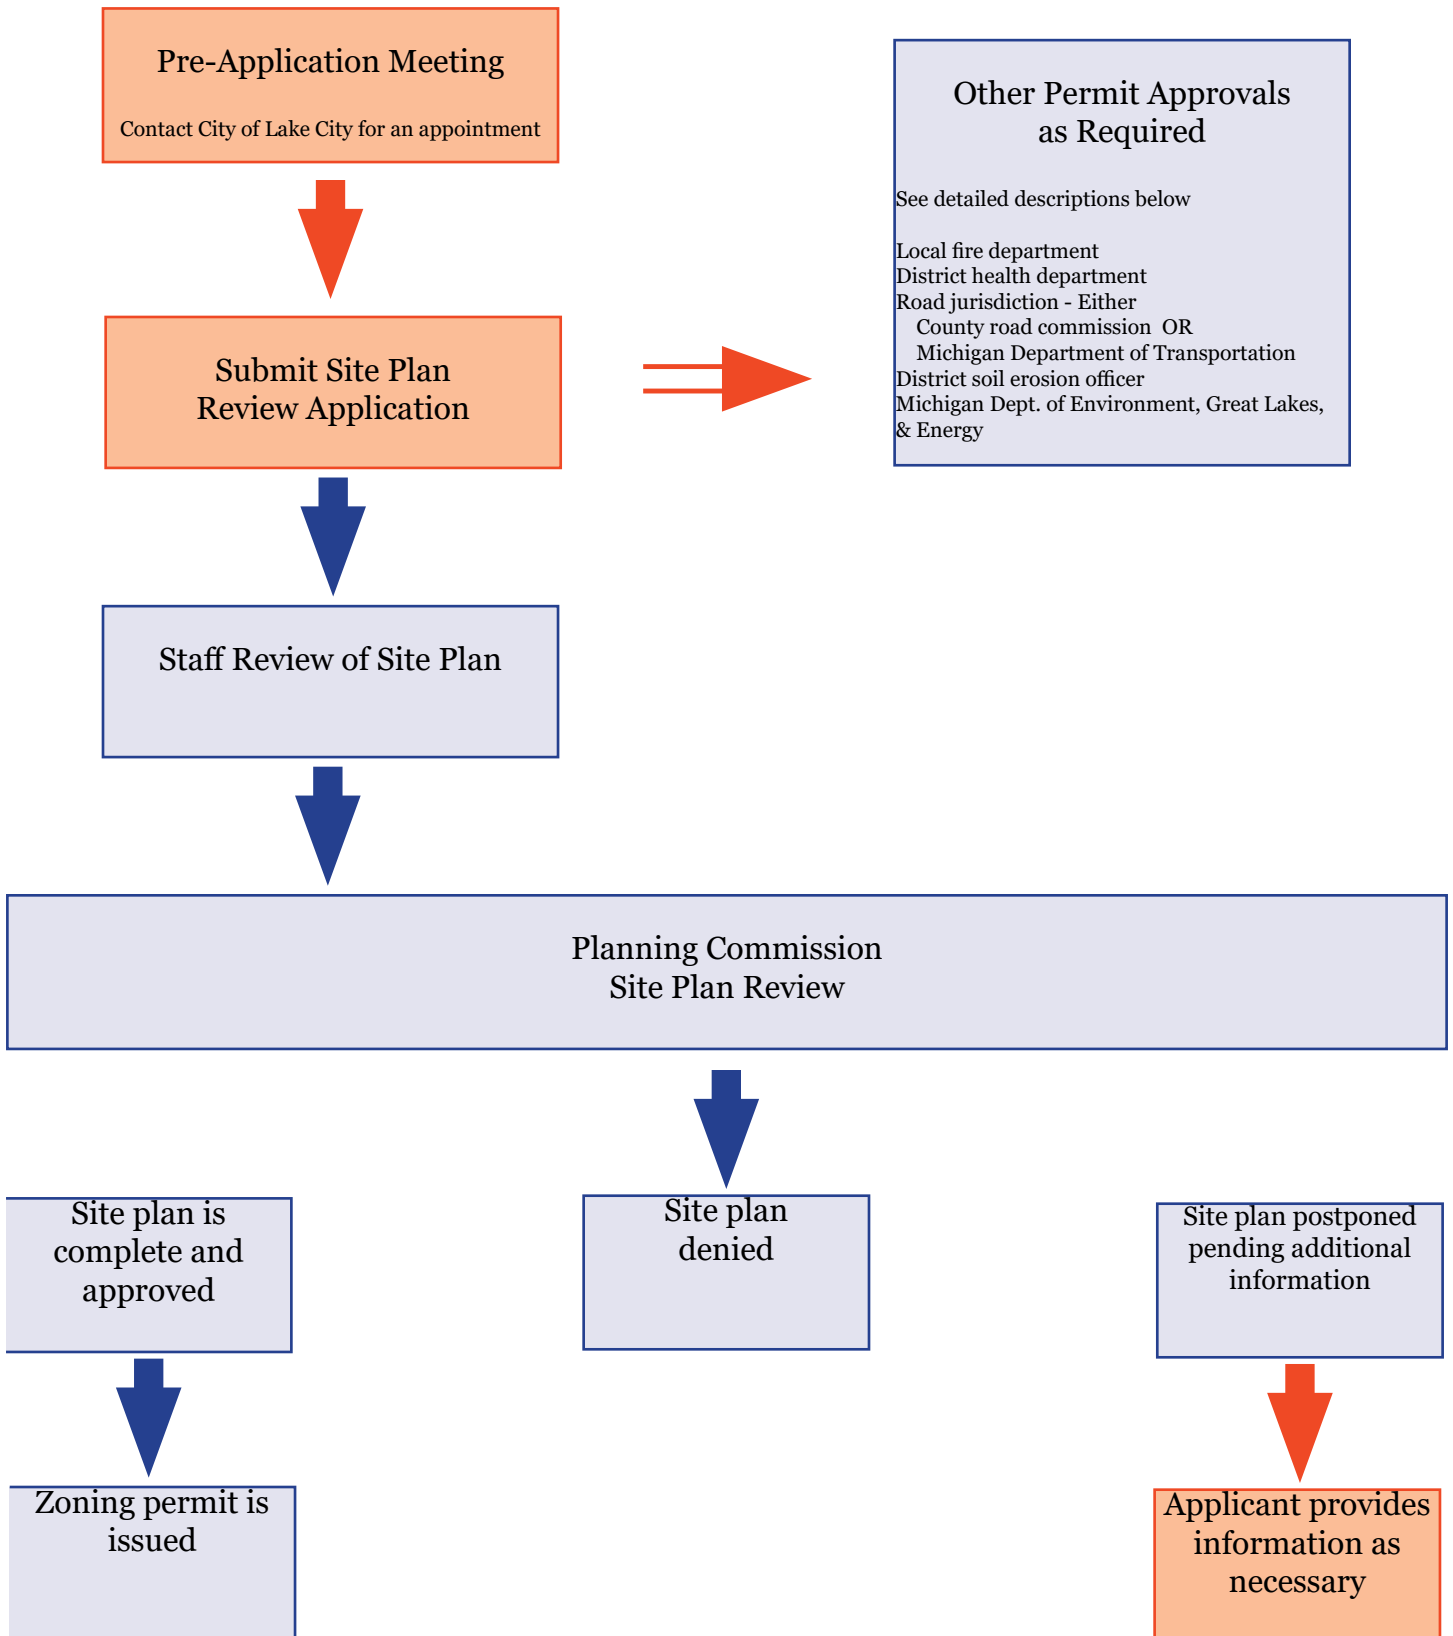 Pre-Application Meeting
Contact City of Lake City for an appointment
Other Permit Approvals
as Required
See detailed descriptions below
Local fire department
District health department
Road jurisdiction - Either
County road commission  OR
Michigan Department of Transportation
District soil erosion officer
Michigan Dept. of Environment, Great Lakes,
& Energy
Submit Site Plan
Review Application
Staff Review of Site Plan
Planning Commission
Site Plan Review
Site plan is
complete and
approved
Site plan
denied
Site plan postponed
pending additional
information
Zoning permit is
issued
Applicant provides
information as
necessary